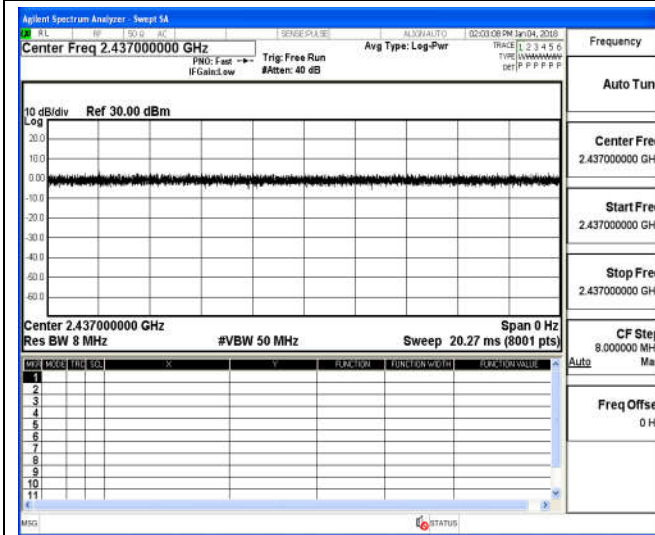 Agilent Spectrum Analyzer - Swept SA
RL RF 50 Ω AC SENSE:PULSE ALIGN AUTO 02:03:08 PM Jan 04, 2018
Center Freq 2.437000000 GHz
PNO: Fast
IFGain:Low
Trig: Free Run
#Atten: 40 dB
Avg Type: Log-Pwr
TRACE 1 2 3 4 5 6
TYPE
DET P P P P P P
10 dB/div Ref 30.00 dBm
Log
20.0
10.0
0.00
-10.0
-20.0
-30.0
-40.0
-50.0
-60.0
Center 2.437000000 GHz Span 0 Hz
Res BW 8 MHz #VBW 50 MHz Sweep 20.27 ms (8001 pts)
MKR MODE TRC SCL X Y FUNCTION FUNCTION WIDTH FUNCTION VALUE
1
2
3
4
5
6
7
8
9
10
11
MSG STATUS
Frequency
Auto Tun
Center Fre
2.437000000 GH
Start Fre
2.437000000 GH
Stop Fre
2.437000000 GH
CF Ste
8.000000 MH
Auto Ma
Freq Offse
0 H